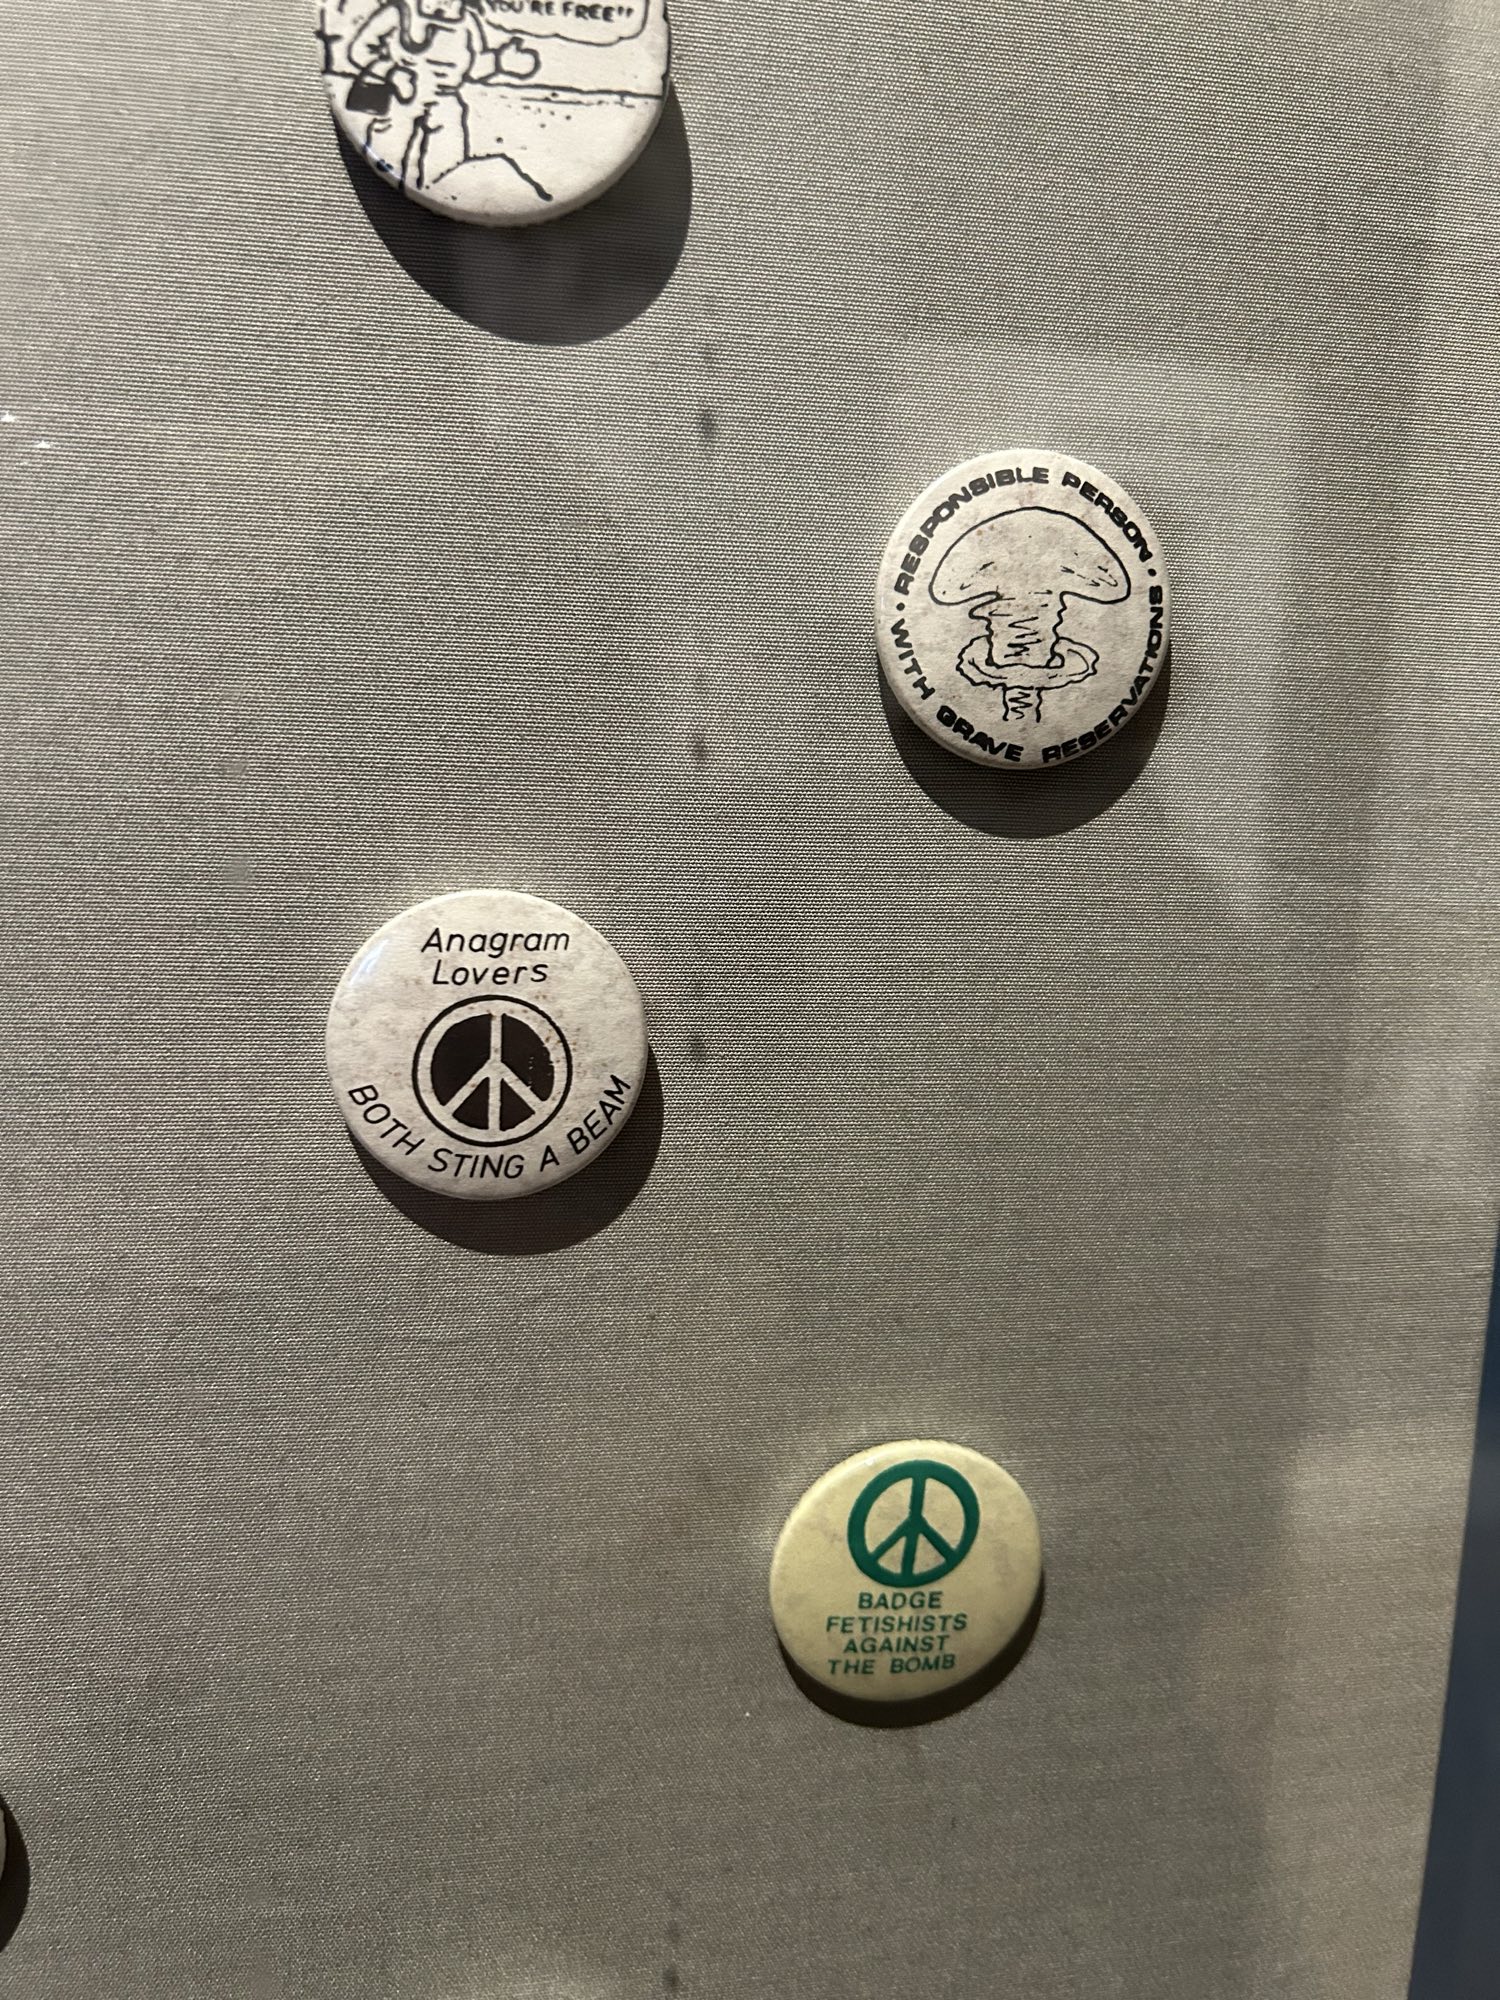 YOU'RE FREE"
• RESPONSIBLE PERSON •
WITH GRAVE RESERVATIONS
Anagram
Lovers
BOTH STING A BEAM
BADGE
FETISHISTS
AGAINST
THE BOMB